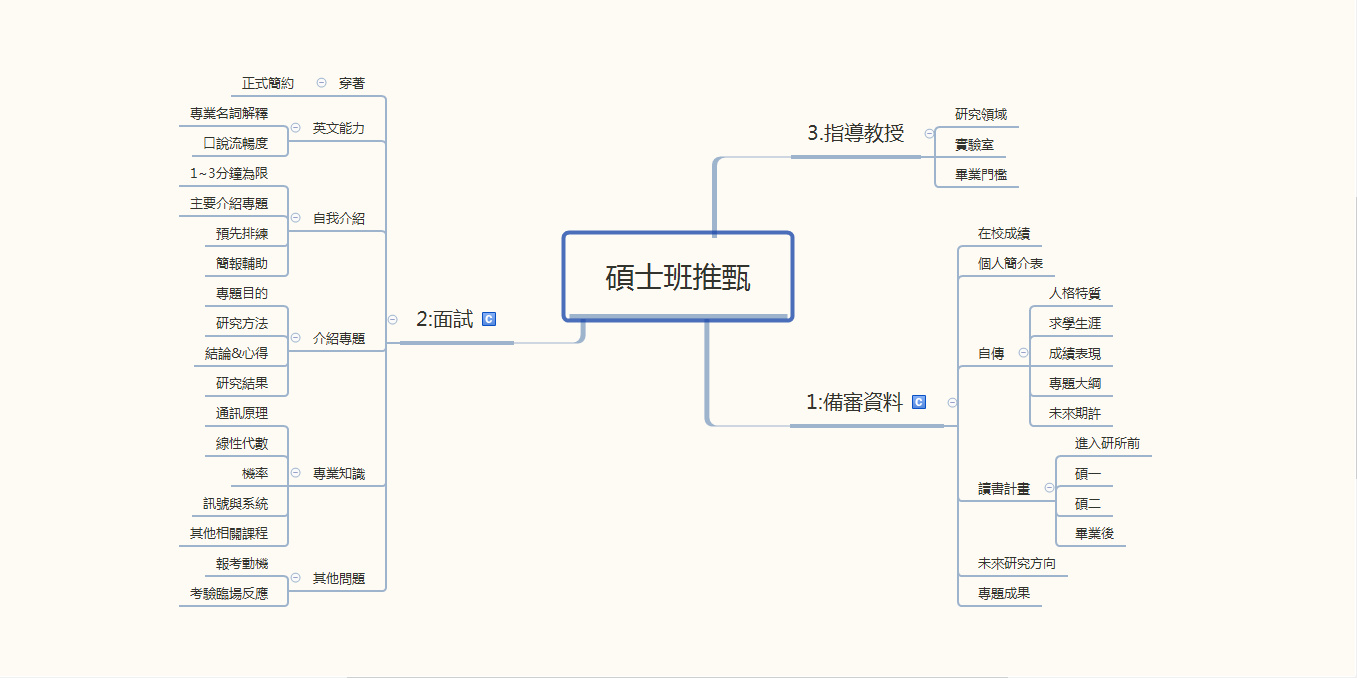 碩士班推甄
1:備審資料
在校成績
個人簡介表
自傳
人格特質
求學生涯
成績表現
專題大綱
未來期許
讀書計畫
進入研所前
碩一
碩二
畢業後
未來研究方向
專題成果
2:面試
穿著
正式簡約
英文能力
專業名詞解釋
口說流暢度
自我介紹
1~3分鐘為限
主要介紹專題
預先排練
簡報輔助
介紹專題
專題目的
研究方法
結論&心得
研究結果
專業知識
通訊原理
線性代數
機率
訊號與系統
其他相關課程
其他問題
報考動機
考驗臨場反應
3.指導教授
研究領域
實驗室
畢業門檻
C
C